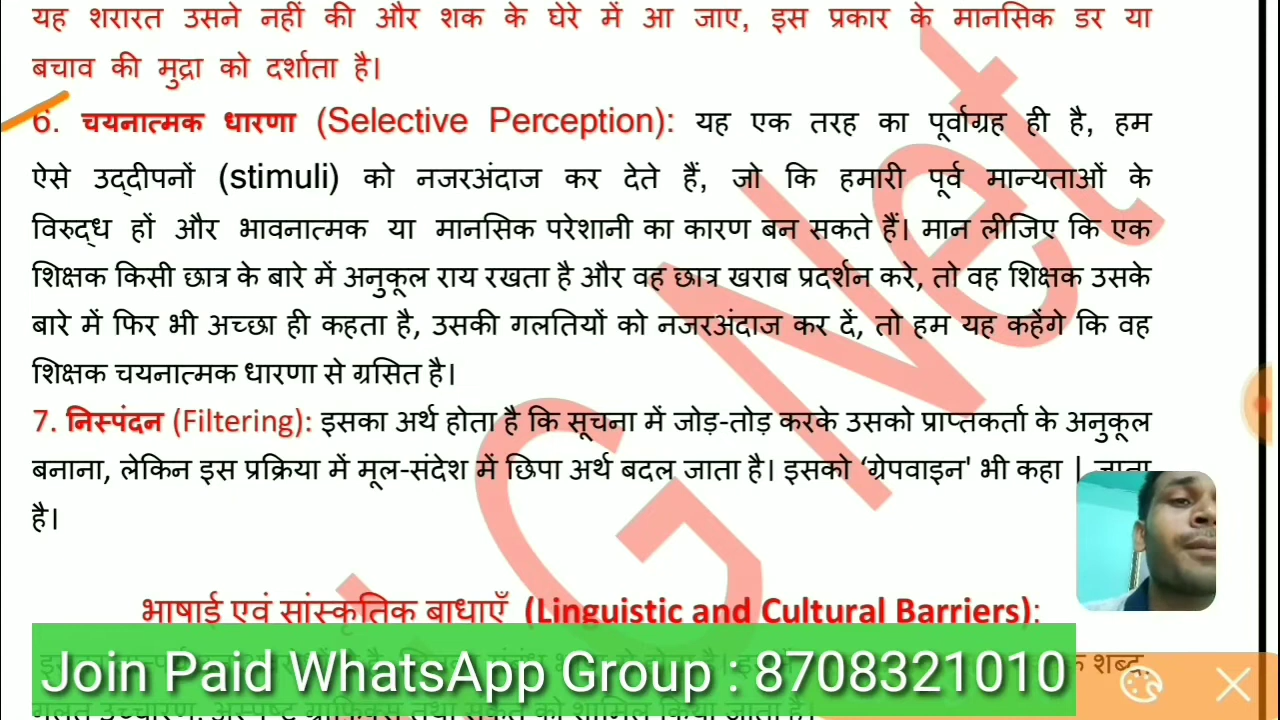 यह शरारत उसने नहीं की और शक के घेरे में आ जाए, इस प्रकार के मानसिक डर या
बचाव की मुद्रा को दर्शाता है।
6. चयनात्मक धारणा (Selective Perception): यह एक तरह का पूर्वाग्रह ही है, हम
ऐसे उद्दीपनों (stimuli) को नजरअंदाज कर देते हैं, जो कि हमारी पूर्व मान्यताओं के
विरुद्ध हों और भावनात्मक या मानसिक परेशानी का कारण बन सकते हैं। मान लीजिए कि एक
शिक्षक किसी छात्र के बारे में अनुकूल राय रखता है और वह छात्र खराब प्रदर्शन करे, तो वह शिक्षक उसके
बारे में फिर भी अच्छा ही कहता है, उसकी गलतियों को नजरअंदाज कर दें, तो हम यह कहेंगे कि वह
शिक्षक चयनात्मक धारणा से ग्रसित है।
7. निस्पंदन (Filtering): इसका अर्थ होता है कि सूचना में जोड़-तोड़ करके उसको प्राप्तकर्ता के अनुकूल
बनाना, लेकिन इस प्रक्रिया में मूल-संदेश में छिपा अर्थ बदल जाता है। इसको ‘ग्रेपवाइन' भी कहा | जाता
है।
भाषाई एवं सांस्कृतिक बाधाएँ (Linguistic and Cultural Barriers):
Join Paid WhatsApp Group : 8708321010
शब्द,
G Net